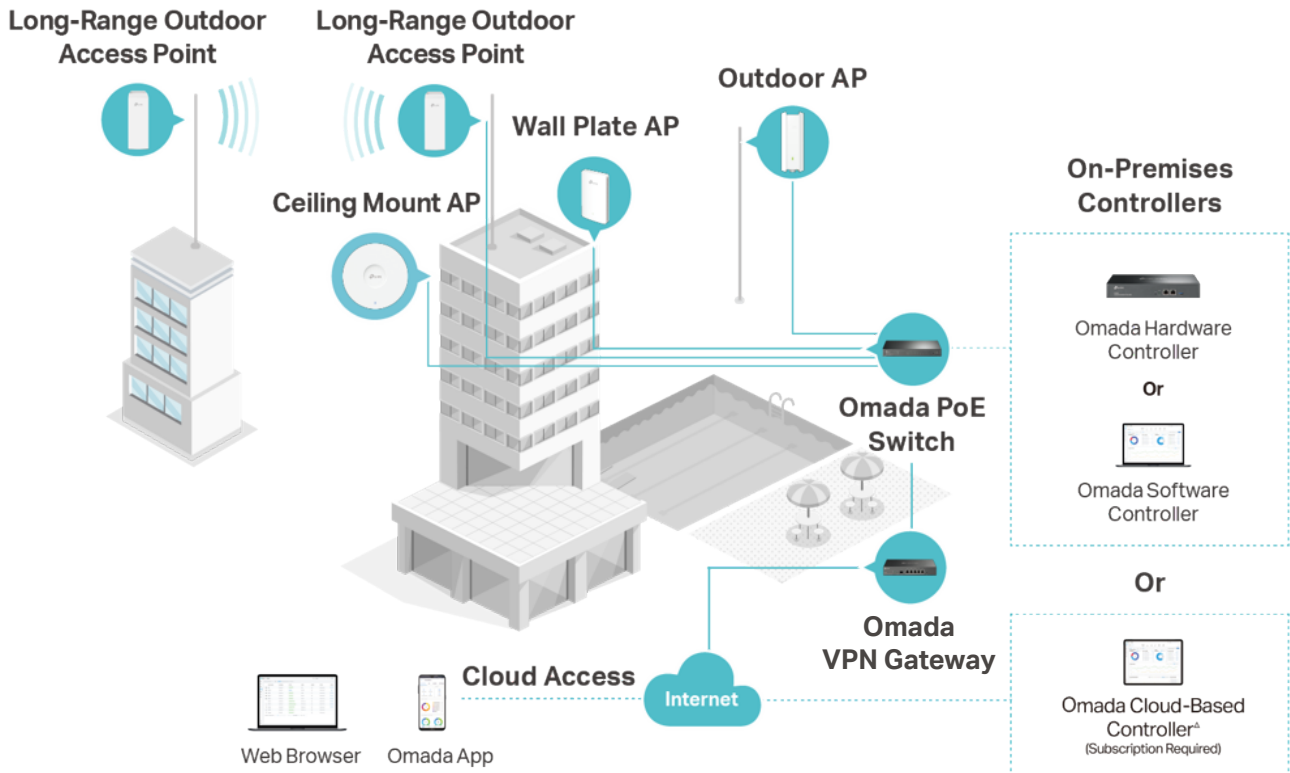 Long-Range Outdoor
Access Point
Long-Range Outdoor
Access Point
Outdoor AP
Wall Plate AP
Ceiling Mount AP
On-Premises
Controllers
Omada Hardware
Controller
Or
Omada PoE
Switch
Omada Software
Controller
Or
Omada
VPN Gateway
Cloud Access
Internet
Omada Cloud-Based
Controller△
(Subscription Required)
Web Browser
Omada App